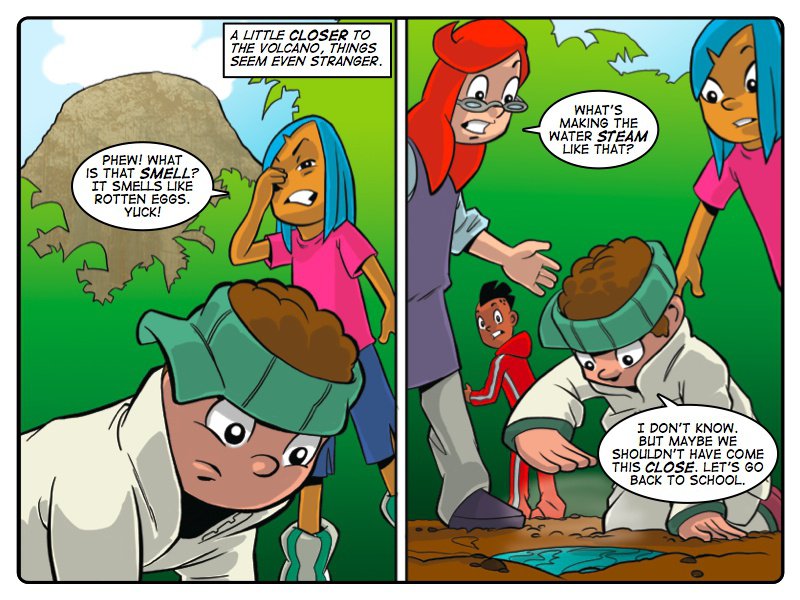 A LITTLE CLOSER TO
THE VOLCANO, THINGS
SEEM EVEN STRANGER.
PHEW! WHAT
IS THAT SMELL?
IT SMELLS LIKE
ROTTEN EGGS.
YUCK!
WHAT'S
MAKING THE
WATER STEAM
LIKE THAT?
I DON'T KNOW.
BUT MAYBE WE
SHOULDN'T HAVE COME
THIS CLOSE. LET'S GO
BACK TO SCHOOL.